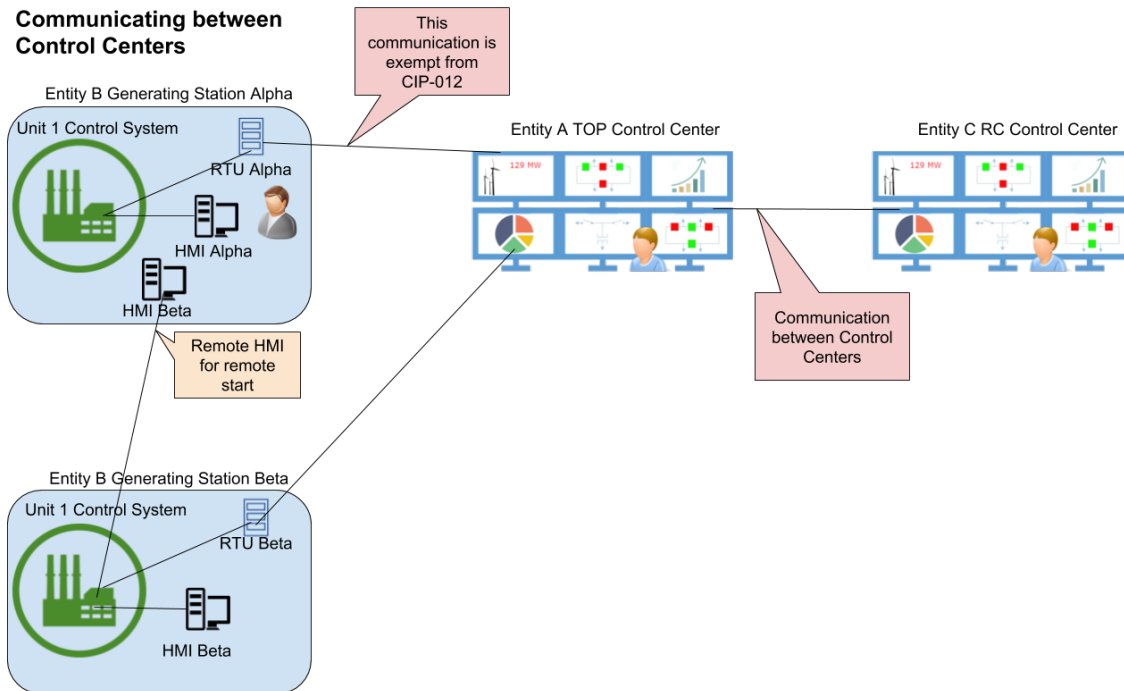 Communicating between
Control Centers
This
communication is
exempt from
CIP-012
Entity B Generating Station Alpha
Unit 1 Control System
RTU Alpha
HMI Alpha
HMI Beta
Remote HMI
for remote
start
Entity A TOP Control Center
129 MW
Entity C RC Control Center
129 MW
Communication
between Control
Centers
Entity B Generating Station Beta
Unit 1 Control System
RTU Beta
HMI Beta